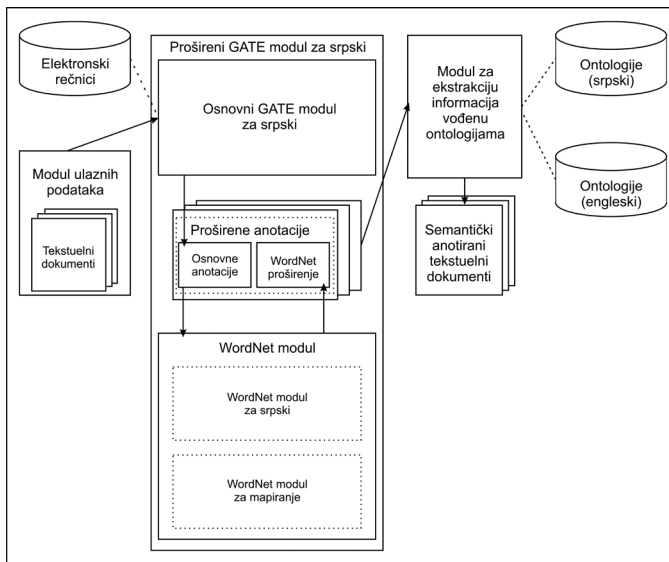 Elektronski
rečnici
Modul ulaznih
podataka
Tekstuelni
dokumenti
Prošireni GATE modul za srpski
Osnovni GATE modul
za srpski
Proširene anotacije
Osnovne
anotacije
WordNet
proširenje
WordNet modul
WordNet modul
za srpski
WordNet modul
za mapiranje
Modul za
ekstrakciju
informacija
vođenu
ontologijama
Semantički
anotirani
tekstuelni
dokumenti
Ontologije
(srpski)
Ontologije
(engleski)